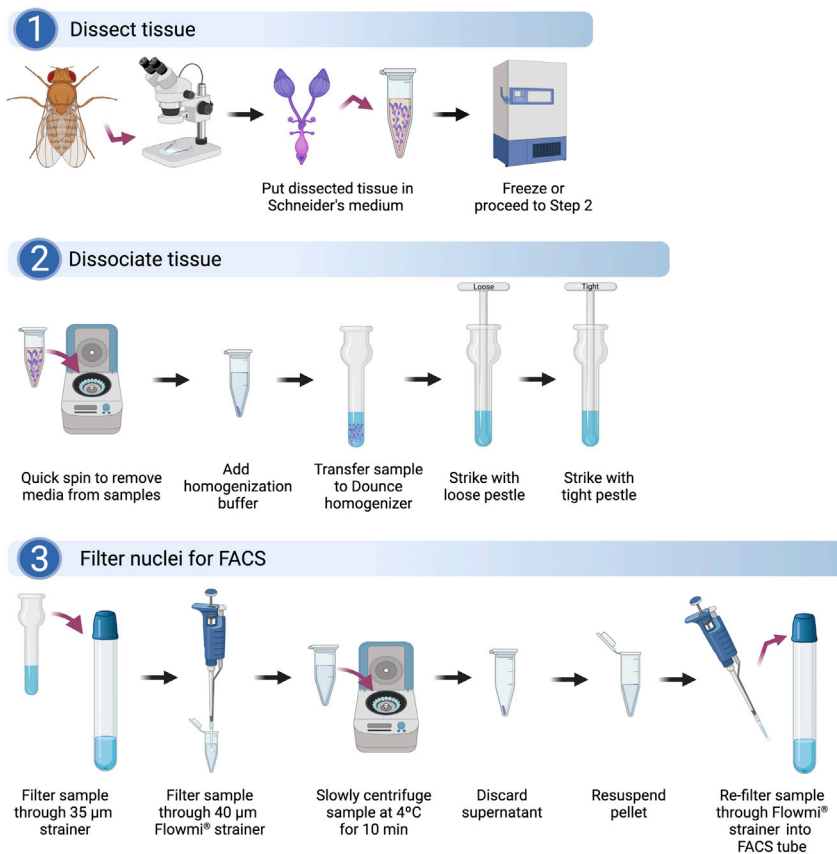 1 Dissect tissue
Put dissected tissue in
Schneider's medium
Freeze or
proceed to Step 2
2 Dissociate tissue
Loose
Tight
Quick spin to remove
media from samples
Add
homogenization
buffer
Transfer sample
to Dounce
homogenizer
Strike with
loose pestle
Strike with
tight pestle
3 Filter nuclei for FACS
Filter sample
through 35 µm
strainer
Filter sample
through 40 µm
Flowmi® strainer
Slowly centrifuge
sample at 4ºC
for 10 min
Discard
supernatant
Resuspend
pellet
Re-filter sample
through Flowmi®
strainer into
FACS tube